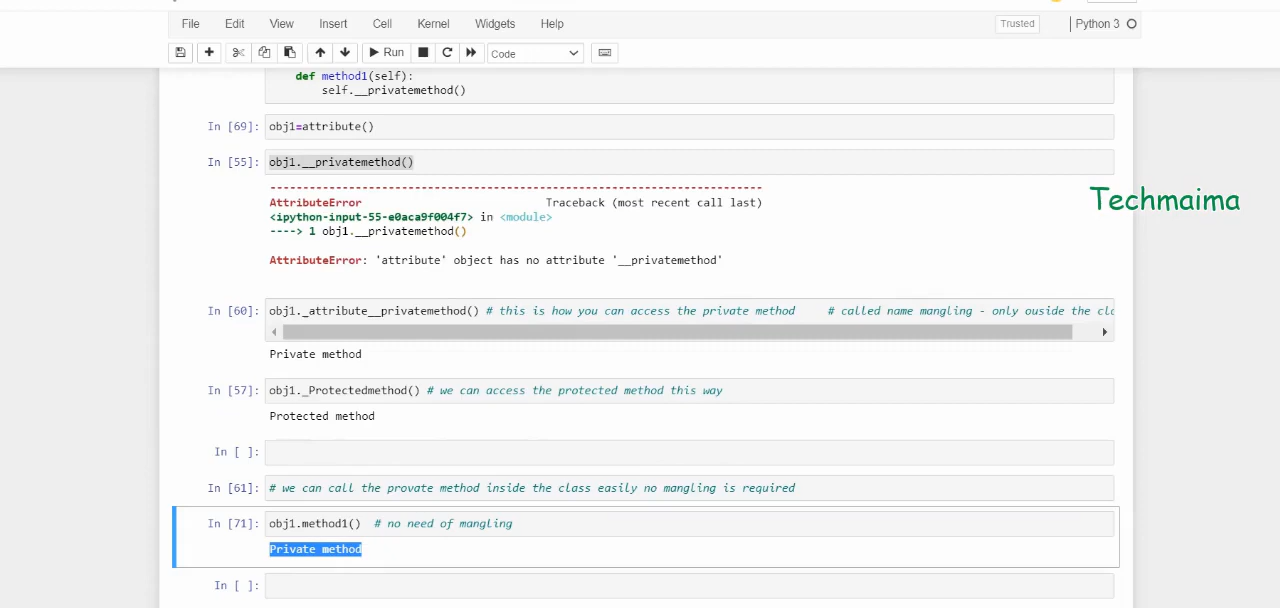 File Edit View Insert Cell Kernel Widgets Help Trusted Python 3
Run Code
def method1(self):
self.__privatemethod()
In [69]: obj1=attribute()
In [55]: obj1.__privatemethod()
---------------------------------------------------------------------------
AttributeError Traceback (most recent call last)
Techmaima
<ipython-input-55-e0aca9f004f7> in <module>
----> 1 obj1.__privatemethod()
AttributeError: 'attribute' object has no attribute '__privatemethod'
In [60]: obj1._attribute__privatemethod() # this is how you can access the private method # called name mangling - only ouside the cla
Private method
In [57]: obj1._Protectedmethod() # we can access the protected method this way
Protected method
In [ ]:
In [61]: # we can call the provate method inside the class easily no mangling is required
In [71]: obj1.method1() # no need of mangling
Private method
In [ ]: